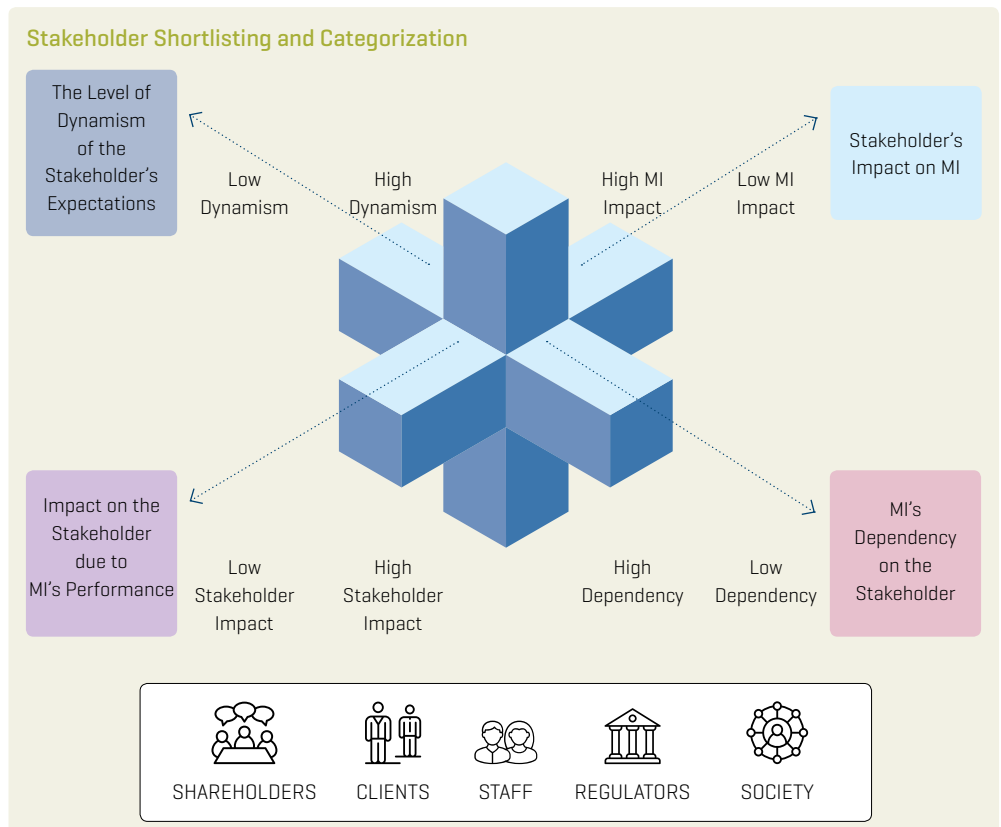 Stakeholder Shortlisting and Categorization
The Level of
Dynamism
of the
Stakeholder's
Expectations
Low
Dynamism
High
Dynamism
High MI
Impact
Low MI
Impact
Stakeholder's
Impact on MI
Impact on the
Stakeholder
due to
MI's Performance
Low
Stakeholder
Impact
High
Stakeholder
Impact
High
Dependency
Low
Dependency
MI's
Dependency
on the
Stakeholder
SHAREHOLDERS
CLIENTS
STAFF
REGULATORS
SOCIETY